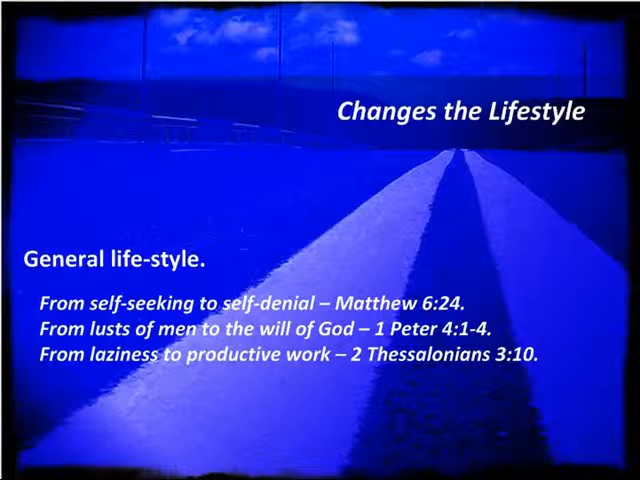 Changes the Lifestyle
General life-style.
From self-seeking to self-denial – Matthew 6:24.
From lusts of men to the will of God – 1 Peter 4:1-4.
From laziness to productive work – 2 Thessalonians 3:10.